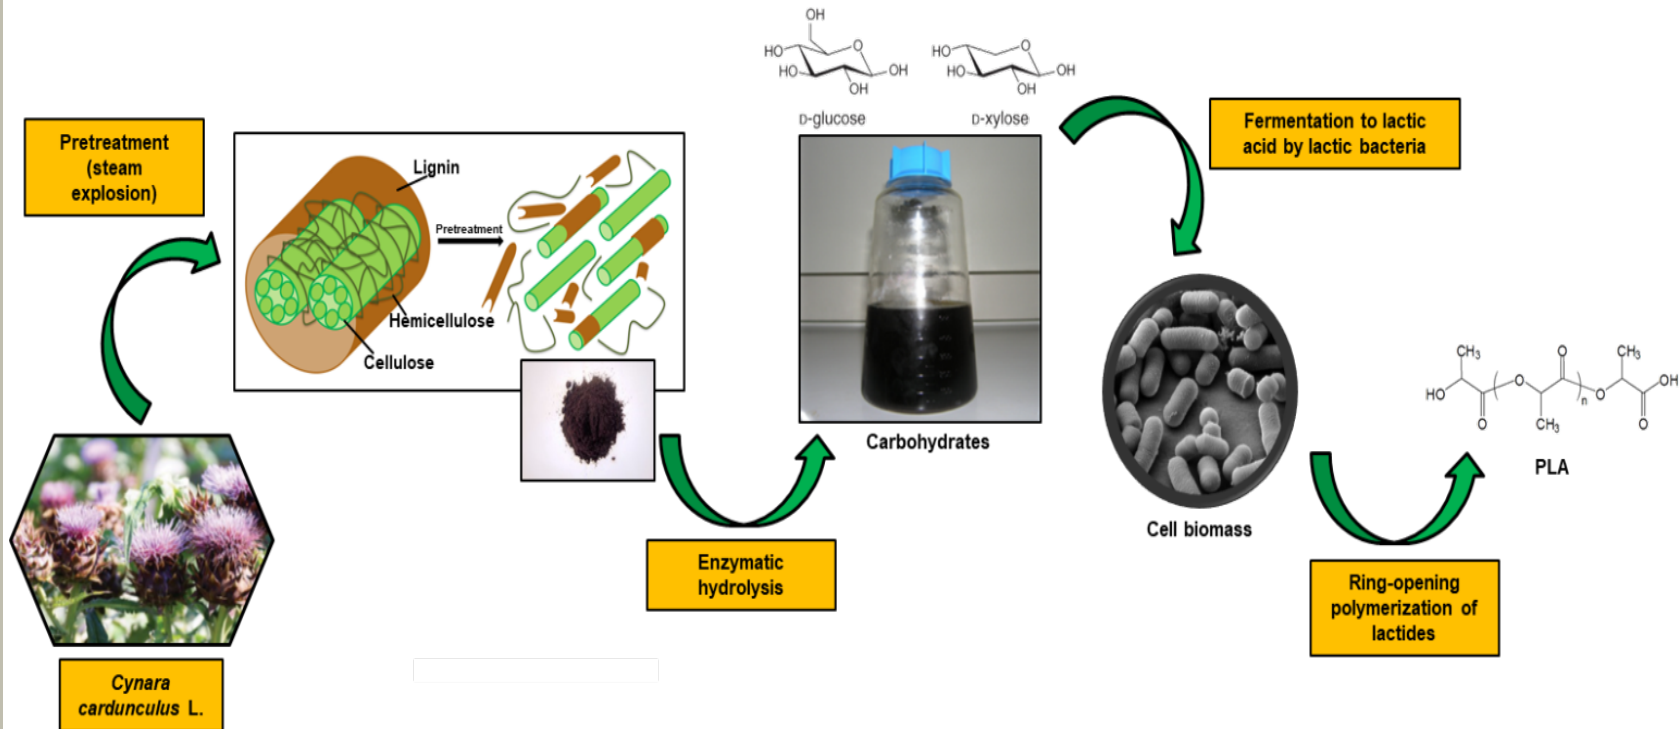 Cynara
cardunculus L.
Pretreatment
(steam
explosion)
Lignin
Hemicellulose
Cellulose
Pretreatment
Enzymatic
hydrolysis
OH
HO
O
HO
OH
OH
D-glucose
HO
O
HO
OH
OH
D-xylose
Carbohydrates
Fermentation to lactic
acid by lactic bacteria
Cell biomass
Ring-opening
polymerization of
lactides
CH₃
O
CH₃
HO
O
n
O
OH
O
CH₃
O
PLA